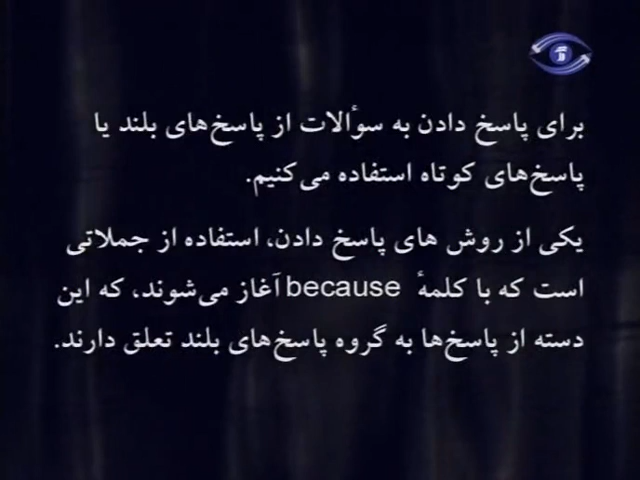 برای پاسخ دادن به سؤالات از پاسخ‌های بلند یا
پاسخ‌های کوتاه استفاده می‌کنیم.
یکی از روش های پاسخ دادن، استفاده از جملاتی
است که با کلمهٔ because آغاز می‌شوند، که این
دسته از پاسخ‌ها به گروه پاسخ‌های بلند تعلق دارند.